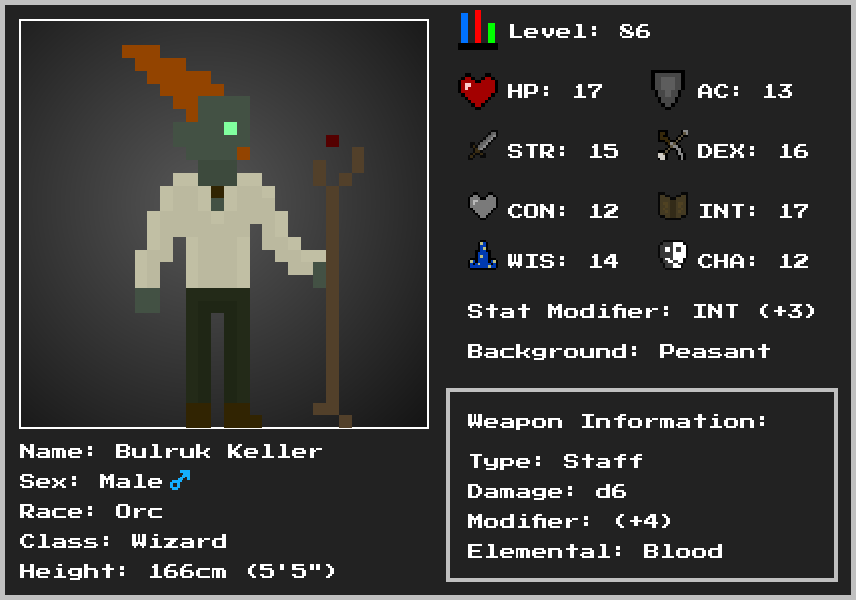 Level: 86
HP: 17 AC: 13
STR: 15 DEX: 16
CON: 12 INT: 17
WIS: 14 CHA: 12
Stat Modifier: INT (+3)
Background: Peasant
Weapon Information:
Type: Staff
Damage: d6
Modifier: (+4)
Elemental: Blood
Name: Bulruk Keller
Sex: Male♂
Race: Orc
Class: Wizard
Height: 166cm (5'5")